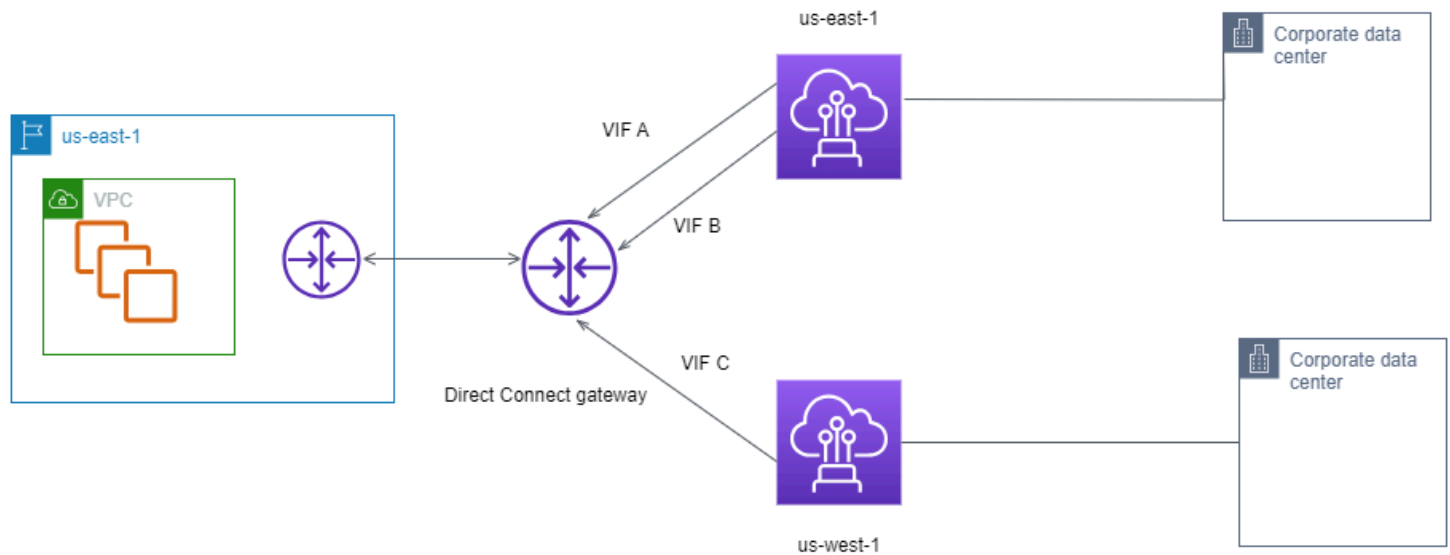 us-east-1
Corporate data
center
us-east-1
VIF A
VPC
VIF B
VIF C
Corporate data
center
Direct Connect gateway
us-west-1